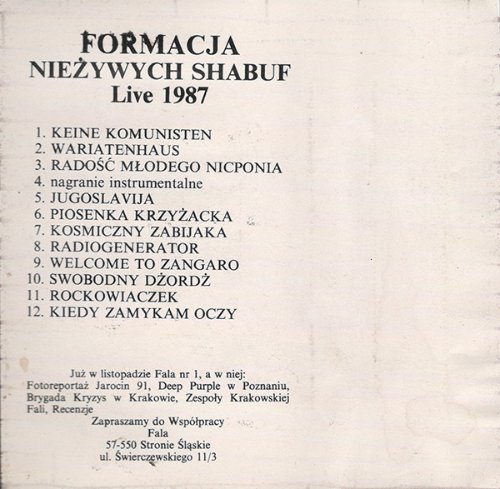 FORMACJA
NIEŻYWYCH SHABUF
Live 1987
1. KEINE KOMUNISTEN
2. WARIATENHAUS
3. RADOŚĆ MŁODEGO NICPONIA
4. nagranie instrumentalne
5. JUGOSLAVIJA
6. PIOSENKA KRZYŻACKA
7. KOSMICZNY ZABIJAKA
8. RADIOGENERATOR
9. WELCOME TO ZANGARO
10. SWOBODNY DŻORDŻ
11. ROCKOWIACZEK
12. KIEDY ZAMYKAM OCZY
Już w listopadzie Fala nr 1, a w niej:
Fotoreportaż Jarocin 91, Deep Purple w Poznaniu,
Brygada Kryzys w Krakowie, Zespoły Krakowskiej
Fali, Recenzje
Zapraszamy do Współpracy
Fala
57-550 Stronie Śląskie
ul. Świerczewskiego 11/3